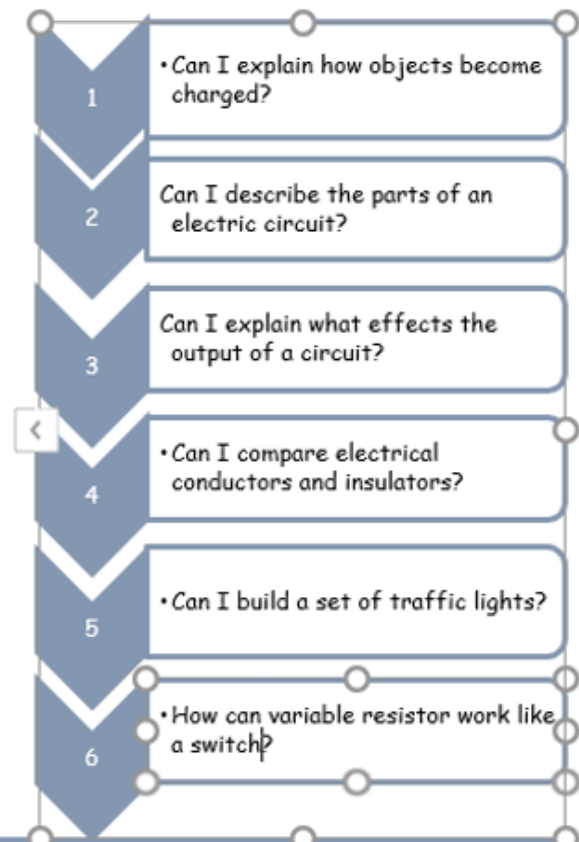 1
•Can I explain how objects become
charged?
2
Can I describe the parts of an
electric circuit?
3
Can I explain what effects the
output of a circuit?
4
•Can I compare electrical
conductors and insulators?
5
•Can I build a set of traffic lights?
6
•How can variable resistor work like
a switch?